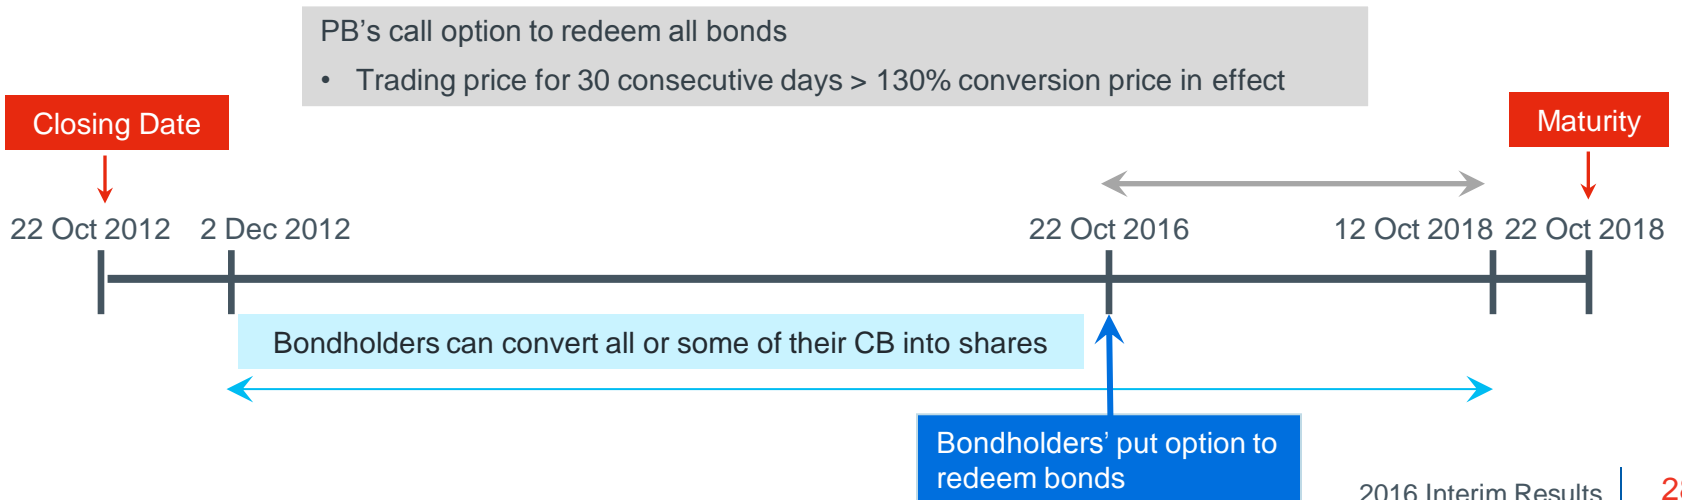 PB’s call option to redeem all bonds
• Trading price for 30 consecutive days > 130% conversion price in effect
Closing Date
Maturity
22 Oct 2012
2 Dec 2012
22 Oct 2016
12 Oct 2018
22 Oct 2018
Bondholders can convert all or some of their CB into shares
Bondholders’ put option to
redeem bonds
2016 Interim Results